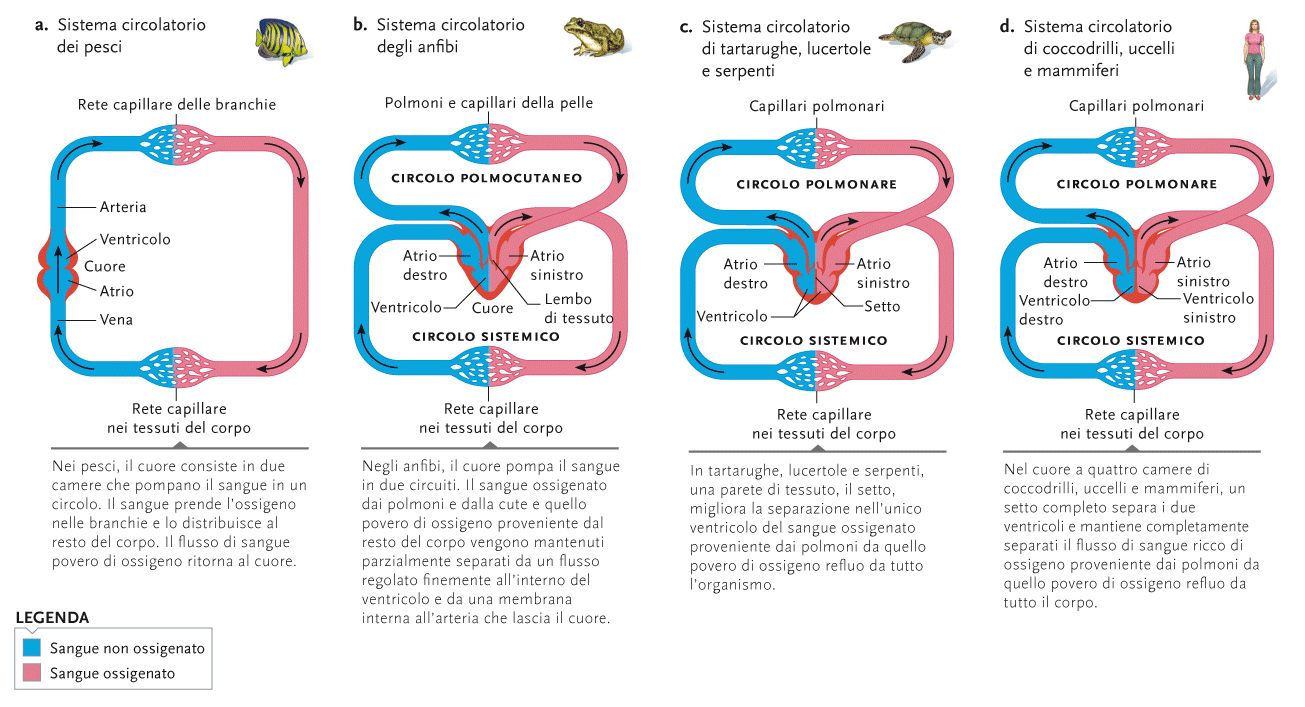 a. Sistema circolatorio
dei pesci
Rete capillare delle branchie
Arteria
Ventricolo
Cuore
Atrio
Vena
Rete capillare
nei tessuti del corpo
Nei pesci, il cuore consiste in due
camere che pompano il sangue in un
circolo. Il sangue prende l'ossigeno
nelle branchie e lo distribuisce al
resto del corpo. Il flusso di sangue
povero di ossigeno ritorna al cuore.
b. Sistema circolatorio
degli anfibi
Polmoni e capillari della pelle
CIRCOLO POLMOCUTANEO
Atrio
destro
Atrio
sinistro
Ventricolo
Cuore
Lembo
di tessuto
CIRCOLO SISTEMICO
Rete capillare
nei tessuti del corpo
Negli anfibi, il cuore pompa il sangue
in due circuiti. Il sangue ossigenato
dai polmoni e dalla cute e quello
povero di ossigeno proveniente dal
resto del corpo vengono mantenuti
parzialmente separati da un flusso
regolato finemente all'interno del
ventricolo e da una membrana
interna all'arteria che lascia il cuore.
c. Sistema circolatorio
di tartarughe, lucertole
e serpenti
Capillari polmonari
CIRCOLO POLMONARE
Atrio
destro
Atrio
sinistro
Ventricolo
Setto
CIRCOLO SISTEMICO
Rete capillare
nei tessuti del corpo
In tartarughe, lucertole e serpenti,
una parete di tessuto, il setto,
migliora la separazione nell'unico
ventricolo del sangue ossigenato
proveniente dai polmoni da quello
povero di ossigeno refluo da tutto
l'organismo.
d. Sistema circolatorio
di coccodrilli, uccelli
e mammiferi
Capillari polmonari
CIRCOLO POLMONARE
Atrio
destro
Atrio
sinistro
Ventricolo
destro
Ventricolo
sinistro
CIRCOLO SISTEMICO
Rete capillare
nei tessuti del corpo
Nel cuore a quattro camere di
coccodrilli, uccelli e mammiferi, un
setto completo separa i due
ventricoli e mantiene completamente
separati il flusso di sangue ricco di
ossigeno proveniente dai polmoni da
quello povero di ossigeno refluo da
tutto il corpo.
LEGENDA
Sangue non ossigenato
Sangue ossigenato